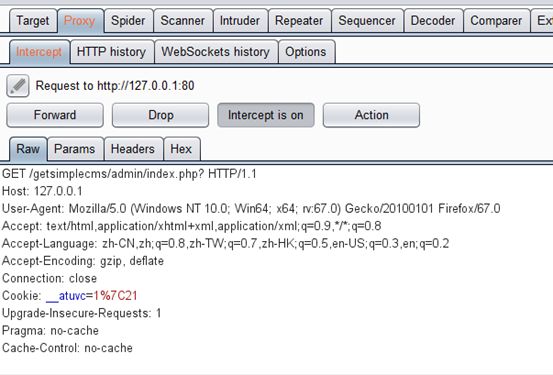 Target Proxy Spider Scanner Intruder Repeater Sequencer Decoder Comparer
Intercept HTTP history WebSockets history Options
Request to http://127.0.0.1:80
Forward Drop Intercept is on Action
Raw Params Headers Hex
GET /getsimplecms/admin/index.php? HTTP/1.1
Host: 127.0.0.1
User-Agent: Mozilla/5.0 (Windows NT 10.0; Win64; x64; rv:67.0) Gecko/20100101 Firefox/67.0
Accept: text/html,application/xhtml+xml,application/xml;q=0.9,*/*;q=0.8
Accept-Language: zh-CN,zh;q=0.8,zh-TW;q=0.7,zh-HK;q=0.5,en-US;q=0.3,en;q=0.2
Accept-Encoding: gzip, deflate
Connection: close
Cookie: __atuvc=1%7C21
Upgrade-Insecure-Requests: 1
Pragma: no-cache
Cache-Control: no-cache